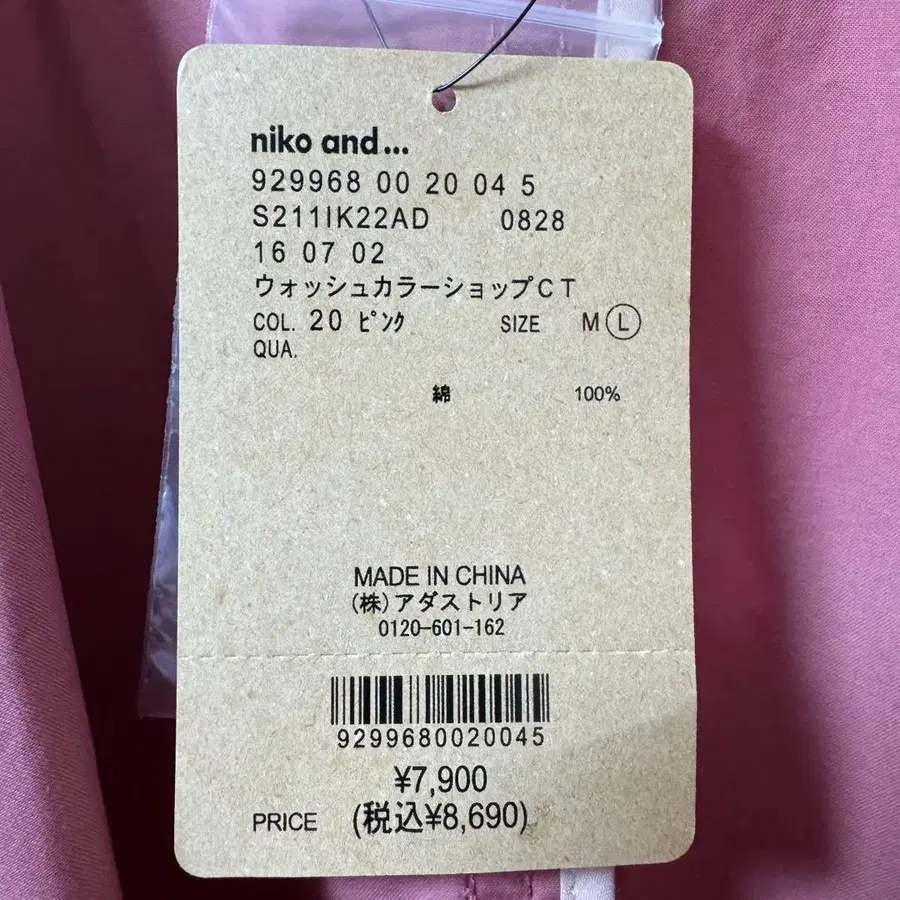 niko and...
929968 00 20 04 5
S211IK22AD 0828
16 07 02
ウォッシュカラーショップCT
COL. 20 ピンク SIZE M L
QUA.
綿 100%
MADE IN CHINA
(株)アダストリア
0120-601-162
9299680020045
¥7,900
PRICE (税込¥8,690)